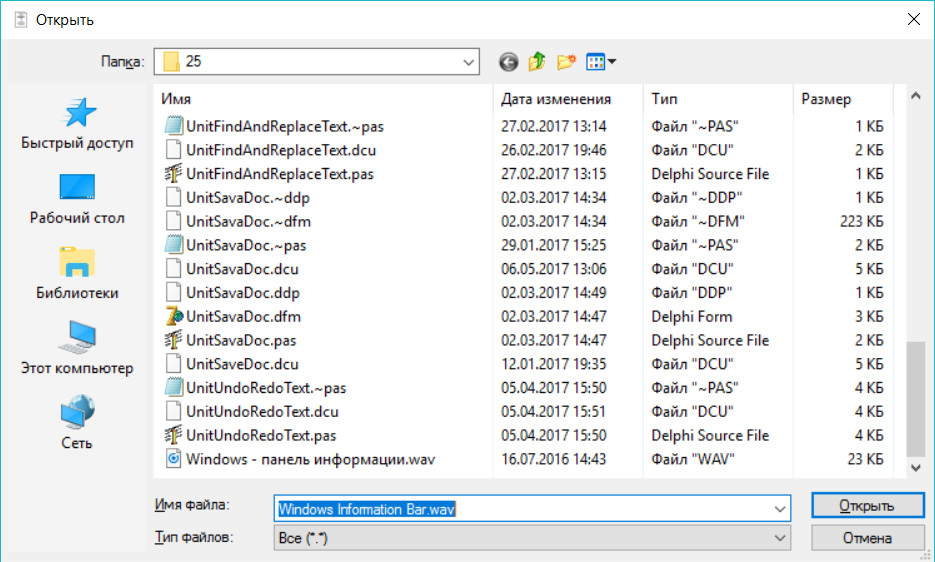 Открыть
Папка: 25
Имя Дата изменения Тип Размер
UnitFindAndReplaceText.~pas 27.02.2017 13:14 Файл "~PAS" 1 КБ
UnitFindAndReplaceText.dcu 26.02.2017 19:46 Файл "DCU" 2 КБ
UnitFindAndReplaceText.pas 27.02.2017 13:15 Delphi Source File 1 КБ
UnitSavaDoc.~ddp 02.03.2017 14:34 Файл "~DDP" 1 КБ
UnitSavaDoc.~dfm 02.03.2017 14:34 Файл "~DFM" 223 КБ
UnitSavaDoc.~pas 29.01.2017 15:25 Файл "~PAS" 2 КБ
UnitSavaDoc.dcu 06.05.2017 13:06 Файл "DCU" 5 КБ
UnitSavaDoc.ddp 02.03.2017 14:49 Файл "DDP" 1 КБ
UnitSavaDoc.dfm 02.03.2017 14:47 Delphi Form 3 КБ
UnitSavaDoc.pas 02.03.2017 14:47 Delphi Source File 2 КБ
UnitSaveDoc.dcu 12.01.2017 19:35 Файл "DCU" 5 КБ
UnitUndoRedoText.~pas 05.04.2017 15:50 Файл "~PAS" 4 КБ
UnitUndoRedoText.dcu 05.04.2017 15:51 Файл "DCU" 4 КБ
UnitUndoRedoText.pas 05.04.2017 15:50 Delphi Source File 4 КБ
Windows - панель информации.wav 16.07.2016 14:43 Файл "WAV" 23 КБ
Быстрый доступ
Рабочий стол
Библиотеки
Этот компьютер
Сеть
Имя файла: Windows Information Bar.wav Открыть
Тип файлов: Все (*.*) Отмена